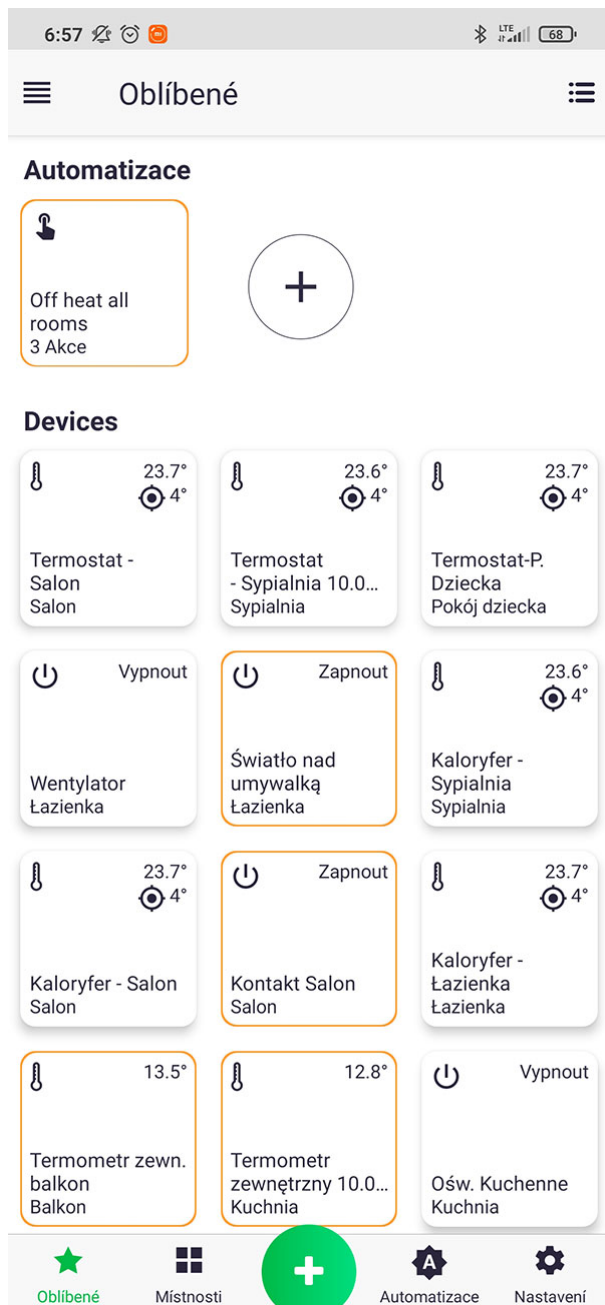 6:57
LTE
68
Oblíbené
Automatizace
Off heat all
rooms
3 Akce
Devices
23.7°
4°
Termostat -
Salon
Salon
23.6°
4°
Termostat
- Sypialnia 10.0...
Sypialnia
23.7°
4°
Termostat-P.
Dziecka
Pokój dziecka
Vypnout
Wentylator
Łazienka
Zapnout
Światło nad
umywalką
Łazienka
23.6°
4°
Kaloryfer -
Sypialnia
Sypialnia
23.7°
4°
Kaloryfer - Salon
Salon
Zapnout
Kontakt Salon
Salon
23.7°
4°
Kaloryfer -
Łazienka
Łazienka
13.5°
Termometr zewn.
balkon
Balkon
12.8°
Termometr
zewnętrzny 10.0...
Kuchnia
Vypnout
Ośw. Kuchenne
Kuchnia
Oblíbené
Místnosti
A
Automatizace
Nastavení